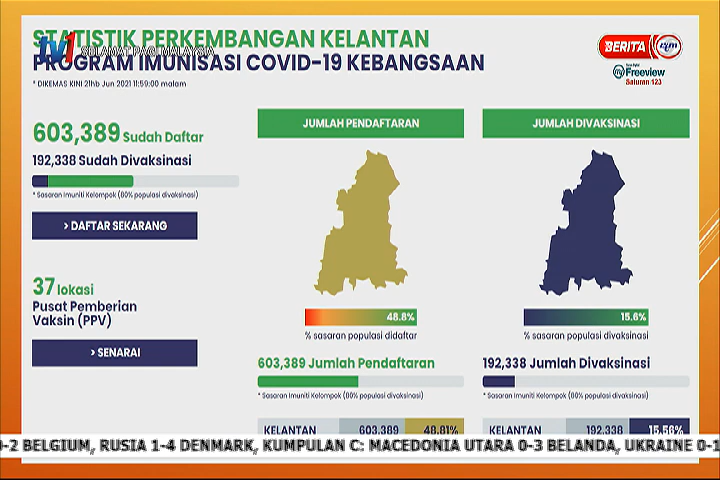 STATISTIK PERKEMBANGAN KELANTAN
tv1 SELAMAT PAGI MALAYSIA
PROGRAM IMUNISASI COVID-19 KEBANGSAAN
* DIKEMAS KINI 21hb Jun 2021 11:59:00 malam
BERITA rtm
Freeview
Saluran 123
603,389 Sudah Daftar
192,338 Sudah Divaksinasi
* Sasaran Imuniti Kelompok (80% populasi divaksinasi)
> DAFTAR SEKARANG
37 lokasi
Pusat Pemberian
Vaksin (PPV)
> SENARAI
JUMLAH PENDAFTARAN
48.8%
% sasaran populasi didaftar
603,389 Jumlah Pendaftaran
* Sasaran Imuniti Kelompok (80% populasi divaksinasi)
KELANTAN 603,389 48.81%
JUMLAH DIVAKSINASI
15.6%
% sasaran populasi divaksinasi
192,338 Jumlah Divaksinasi
* Sasaran Imuniti Kelompok (80% populasi divaksinasi)
KELANTAN 192,338 15.56%
0-2 BELGIUM, RUSIA 1-4 DENMARK, KUMPULAN C: MACEDONIA UTARA 0-3 BELANDA, UKRAINE 0-1